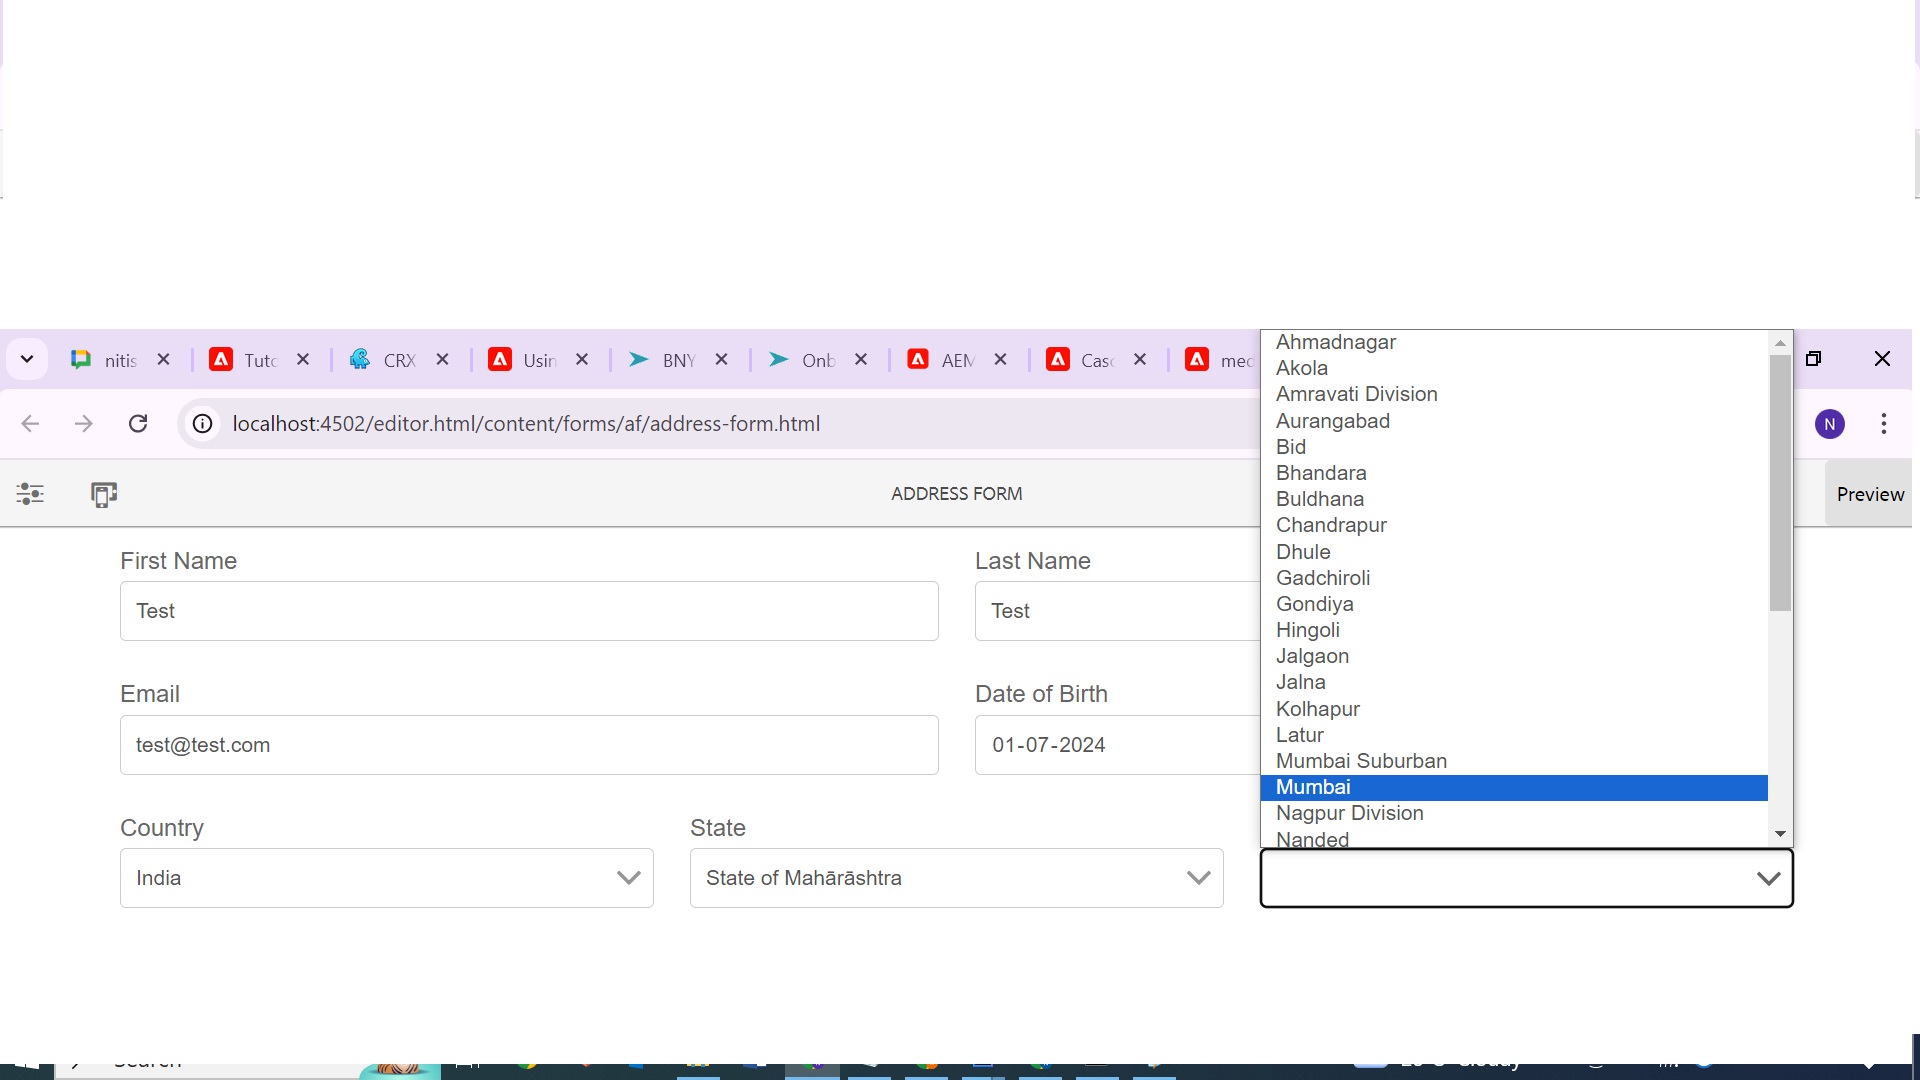 nitis Tuto CRX Usin BNY Onb AEM Casc med
localhost:4502/editor.html/content/forms/af/address-form.html
N
ADDRESS FORM
Preview
First Name
Last Name
Test
Test
Email
Date of Birth
test@test.com
01-07-2024
Country
State
India
State of Mahārāshtra
Ahmadnagar
Akola
Amravati Division
Aurangabad
Bid
Bhandara
Buldhana
Chandrapur
Dhule
Gadchiroli
Gondiya
Hingoli
Jalgaon
Jalna
Kolhapur
Latur
Mumbai Suburban
Mumbai
Nagpur Division
Nanded
Search